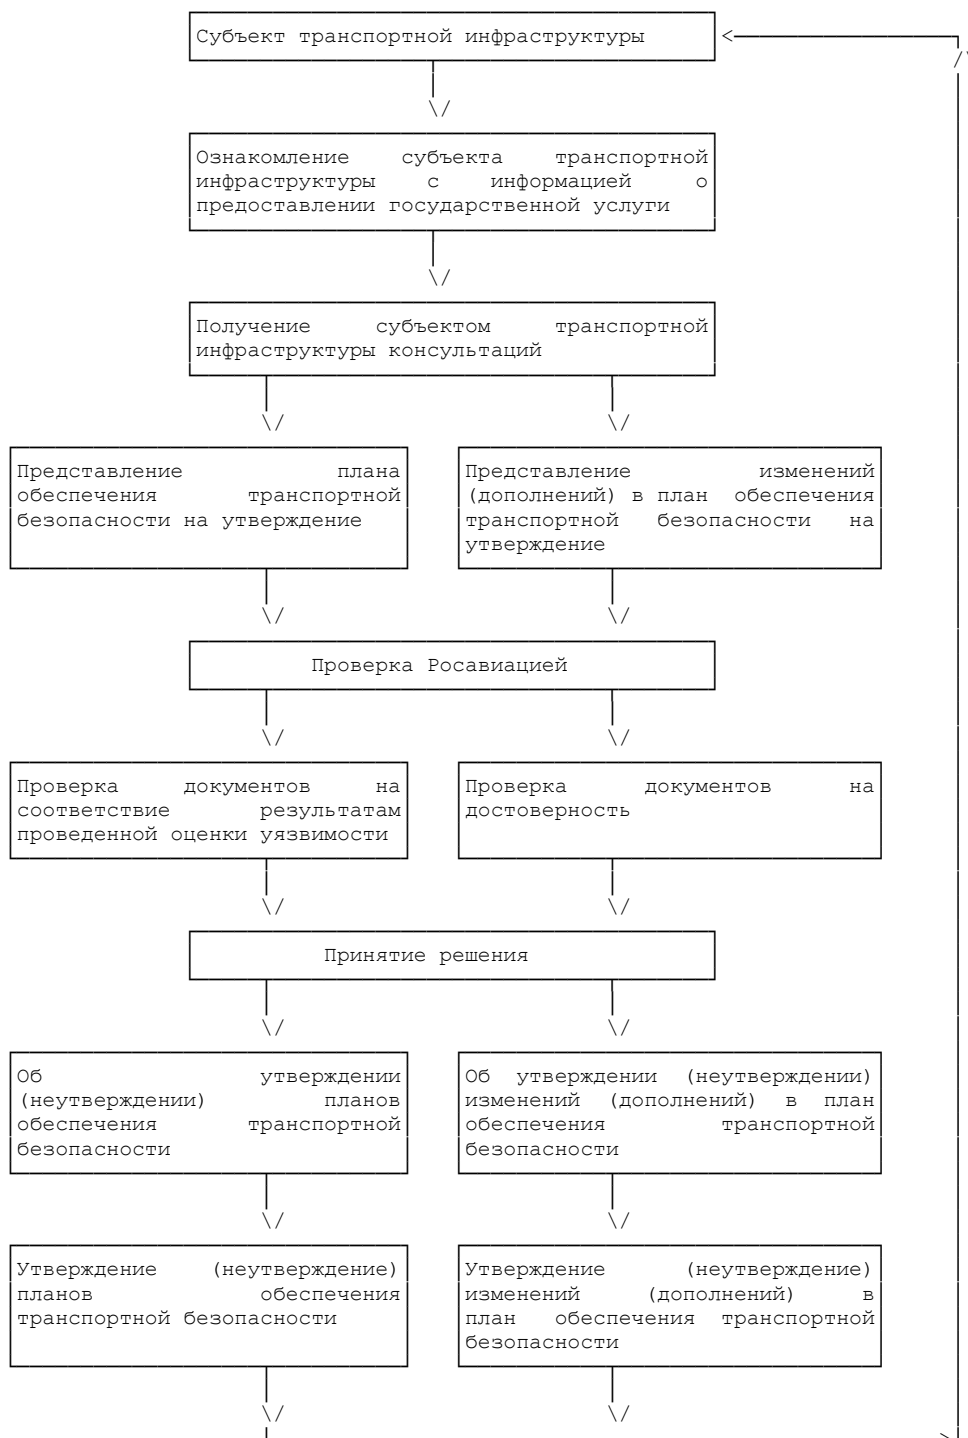 Субъект транспортной инфраструктуры
Ознакомление субъекта транспортной
инфраструктуры с информацией о
предоставлении государственной услуги
Получение субъектом транспортной
инфраструктуры консультаций
Представление плана
обеспечения транспортной
безопасности на утверждение
Представление изменений
(дополнений) в план обеспечения
транспортной безопасности на
утверждение
Проверка Росавиацией
Проверка документов на
соответствие результатам
проведенной оценки уязвимости
Проверка документов на
достоверность
Принятие решения
Об утверждении
(неутверждении) планов
обеспечения транспортной
безопасности
Об утверждении (неутверждении)
изменений (дополнений) в план
обеспечения транспортной
безопасности
Утверждение (неутверждение)
планов обеспечения
транспортной безопасности
Утверждение (неутверждение)
изменений (дополнений) в
план обеспечения транспортной
безопасности